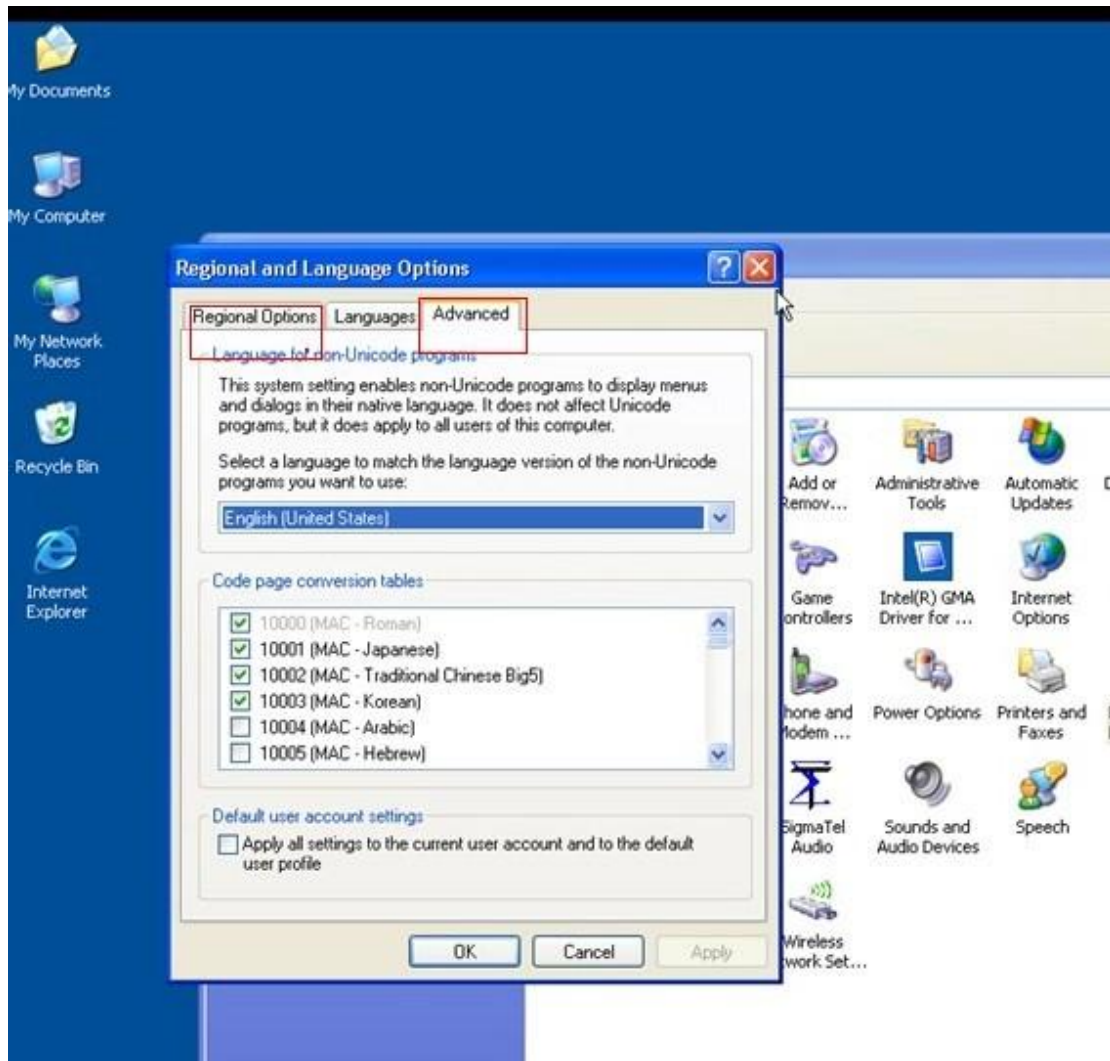 My Documents
My Computer
My Network
Places
Recycle Bin
Internet
Explorer
Regional and Language Options
Regional Options
Languages
Advanced
Language for non-Unicode programs
This system setting enables non-Unicode programs to display menus
and dialogs in their native language. It does not affect Unicode
programs, but it does apply to all users of this computer.
Select a language to match the language version of the non-Unicode
programs you want to use:
English (United States)
Code page conversion tables
10000 (MAC - Roman)
10001 (MAC - Japanese)
10002 (MAC - Traditional Chinese Big5)
10003 (MAC - Korean)
10004 (MAC - Arabic)
10005 (MAC - Hebrew)
Default user account settings
Apply all settings to the current user account and to the default
user profile
OK
Cancel
Apply
Add or
Remov...
Administrative
Tools
Automatic
Updates
Game
ontrollers
Intel(R) GMA
Driver for ...
Internet
Options
hone and
Modem ...
Power Options
Printers and
Faxes
SigmaTel
Audio
Sounds and
Audio Devices
Speech
Wireless
twork Set...